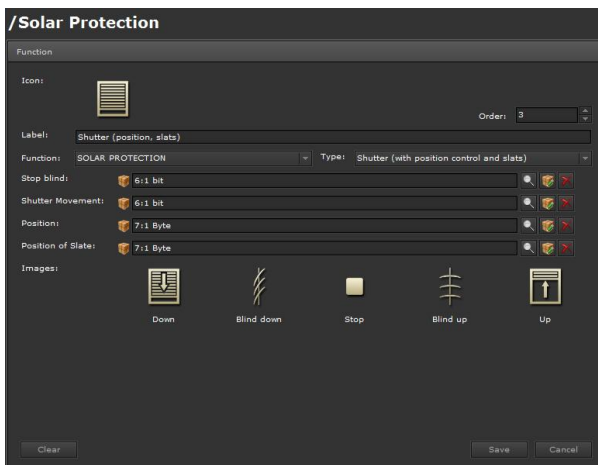 /Solar Protection
Function
Icon:
Order: 3
Label: Shutter (position, slats)
Function: SOLAR PROTECTION Type: Shutter (with position control and slats)
Stop blind: 6:1 bit
Shutter Movement: 6:1 bit
Position: 7:1 Byte
Position of Slate: 7:1 Byte
Images:
Down Blind down Stop Blind up Up
Clear Save Cancel